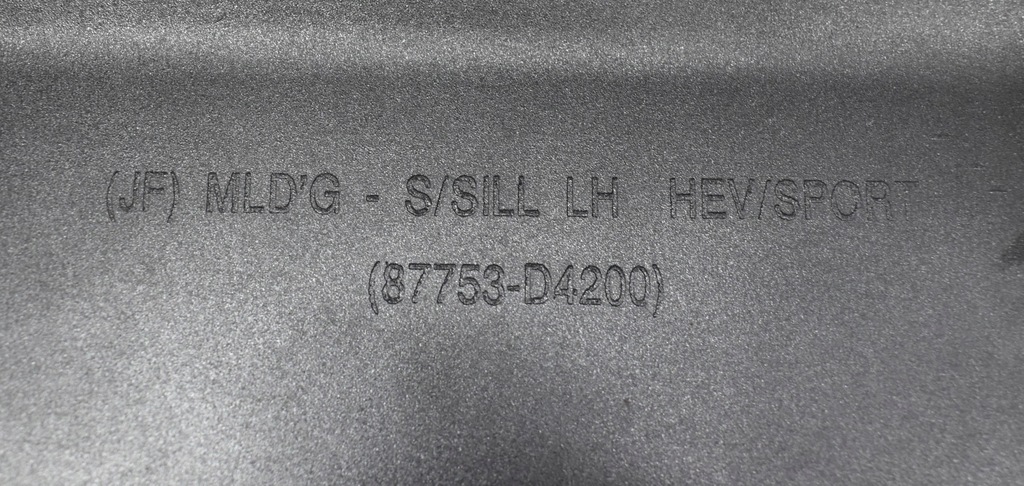 (JF) MLD'G - S/SILL LH HEV/SPORT
(87753-D4200)